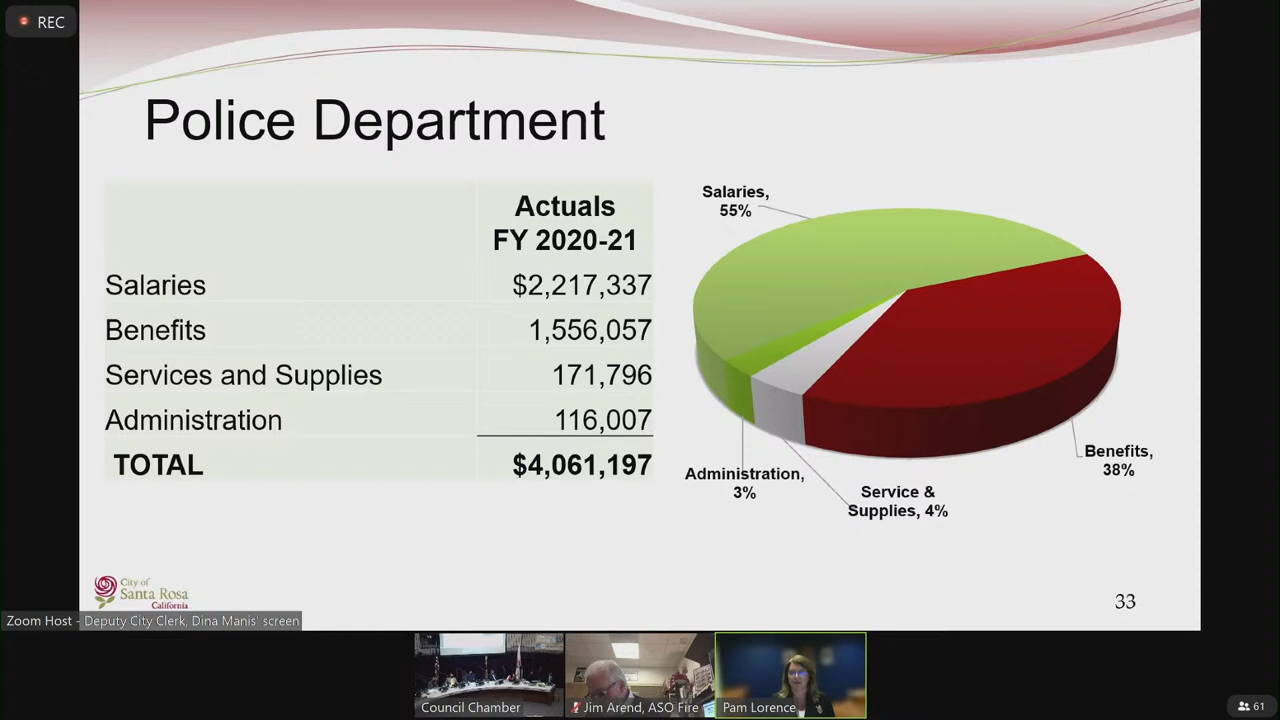 REC
Police Department
Actuals
FY 2020-21
Salaries $2,217,337
Benefits 1,556,057
Services and Supplies 171,796
Administration 116,007
TOTAL $4,061,197
Salaries,
55%
Benefits,
38%
Administration,
3%
Service &
Supplies, 4%
City of
Santa Rosa
California
33
Zoom Host - Deputy City Clerk, Dina Manis' screen
Council Chamber
Jim Arend, ASO Fire
Pam Lorence
61